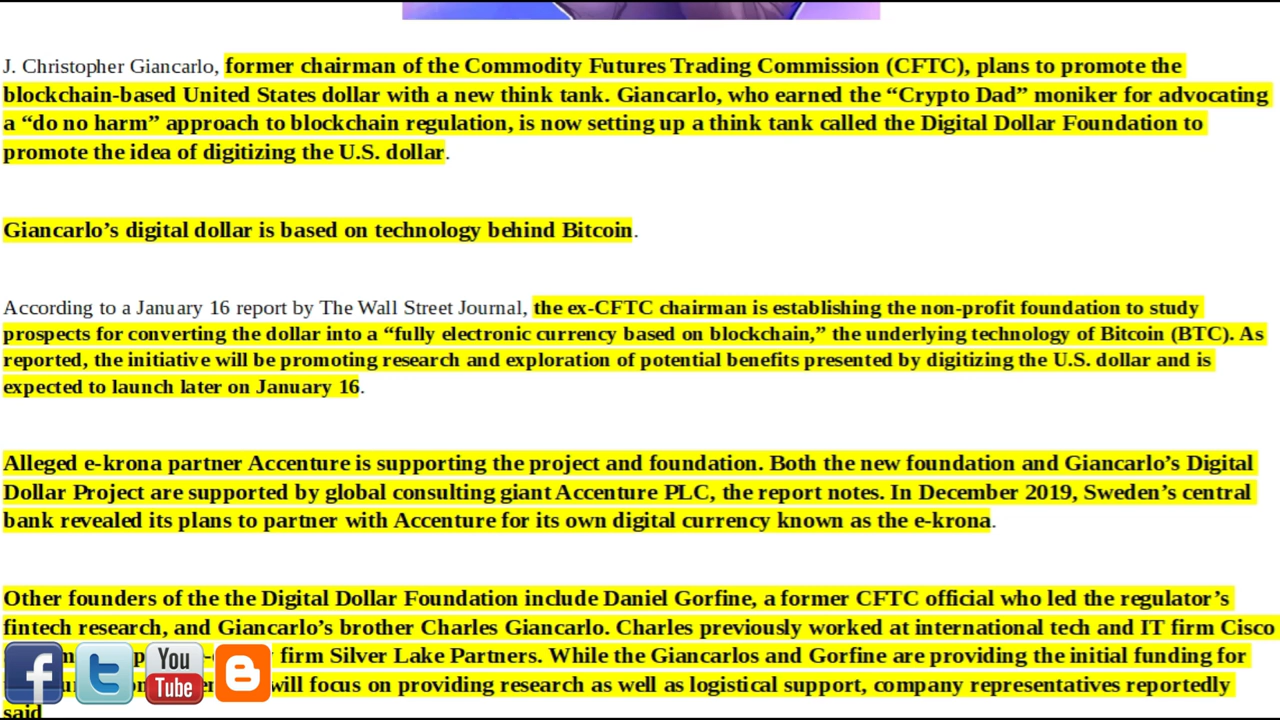 J. Christopher Giancarlo, former chairman of the Commodity Futures Trading Commission (CFTC), plans to promote the
blockchain-based United States dollar with a new think tank. Giancarlo, who earned the “Crypto Dad” moniker for advocating
a “do no harm” approach to blockchain regulation, is now setting up a think tank called the Digital Dollar Foundation to
promote the idea of digitizing the U.S. dollar.
Giancarlo’s digital dollar is based on technology behind Bitcoin.
According to a January 16 report by The Wall Street Journal, the ex-CFTC chairman is establishing the non-profit foundation to study
prospects for converting the dollar into a “fully electronic currency based on blockchain,” the underlying technology of Bitcoin (BTC). As
reported, the initiative will be promoting research and exploration of potential benefits presented by digitizing the U.S. dollar and is
expected to launch later on January 16.
Alleged e-krona partner Accenture is supporting the project and foundation. Both the new foundation and Giancarlo’s Digital
Dollar Project are supported by global consulting giant Accenture PLC, the report notes. In December 2019, Sweden’s central
bank revealed its plans to partner with Accenture for its own digital currency known as the e-krona.
Other founders of the the Digital Dollar Foundation include Daniel Gorfine, a former CFTC official who led the regulator’s
fintech research, and Giancarlo’s brother Charles Giancarlo. Charles previously worked at international tech and IT firm Cisco
firm Silver Lake Partners. While the Giancarlos and Gorfine are providing the initial funding for
will focus on providing research as well as logistical support, company representatives reportedly
said
You
Tube